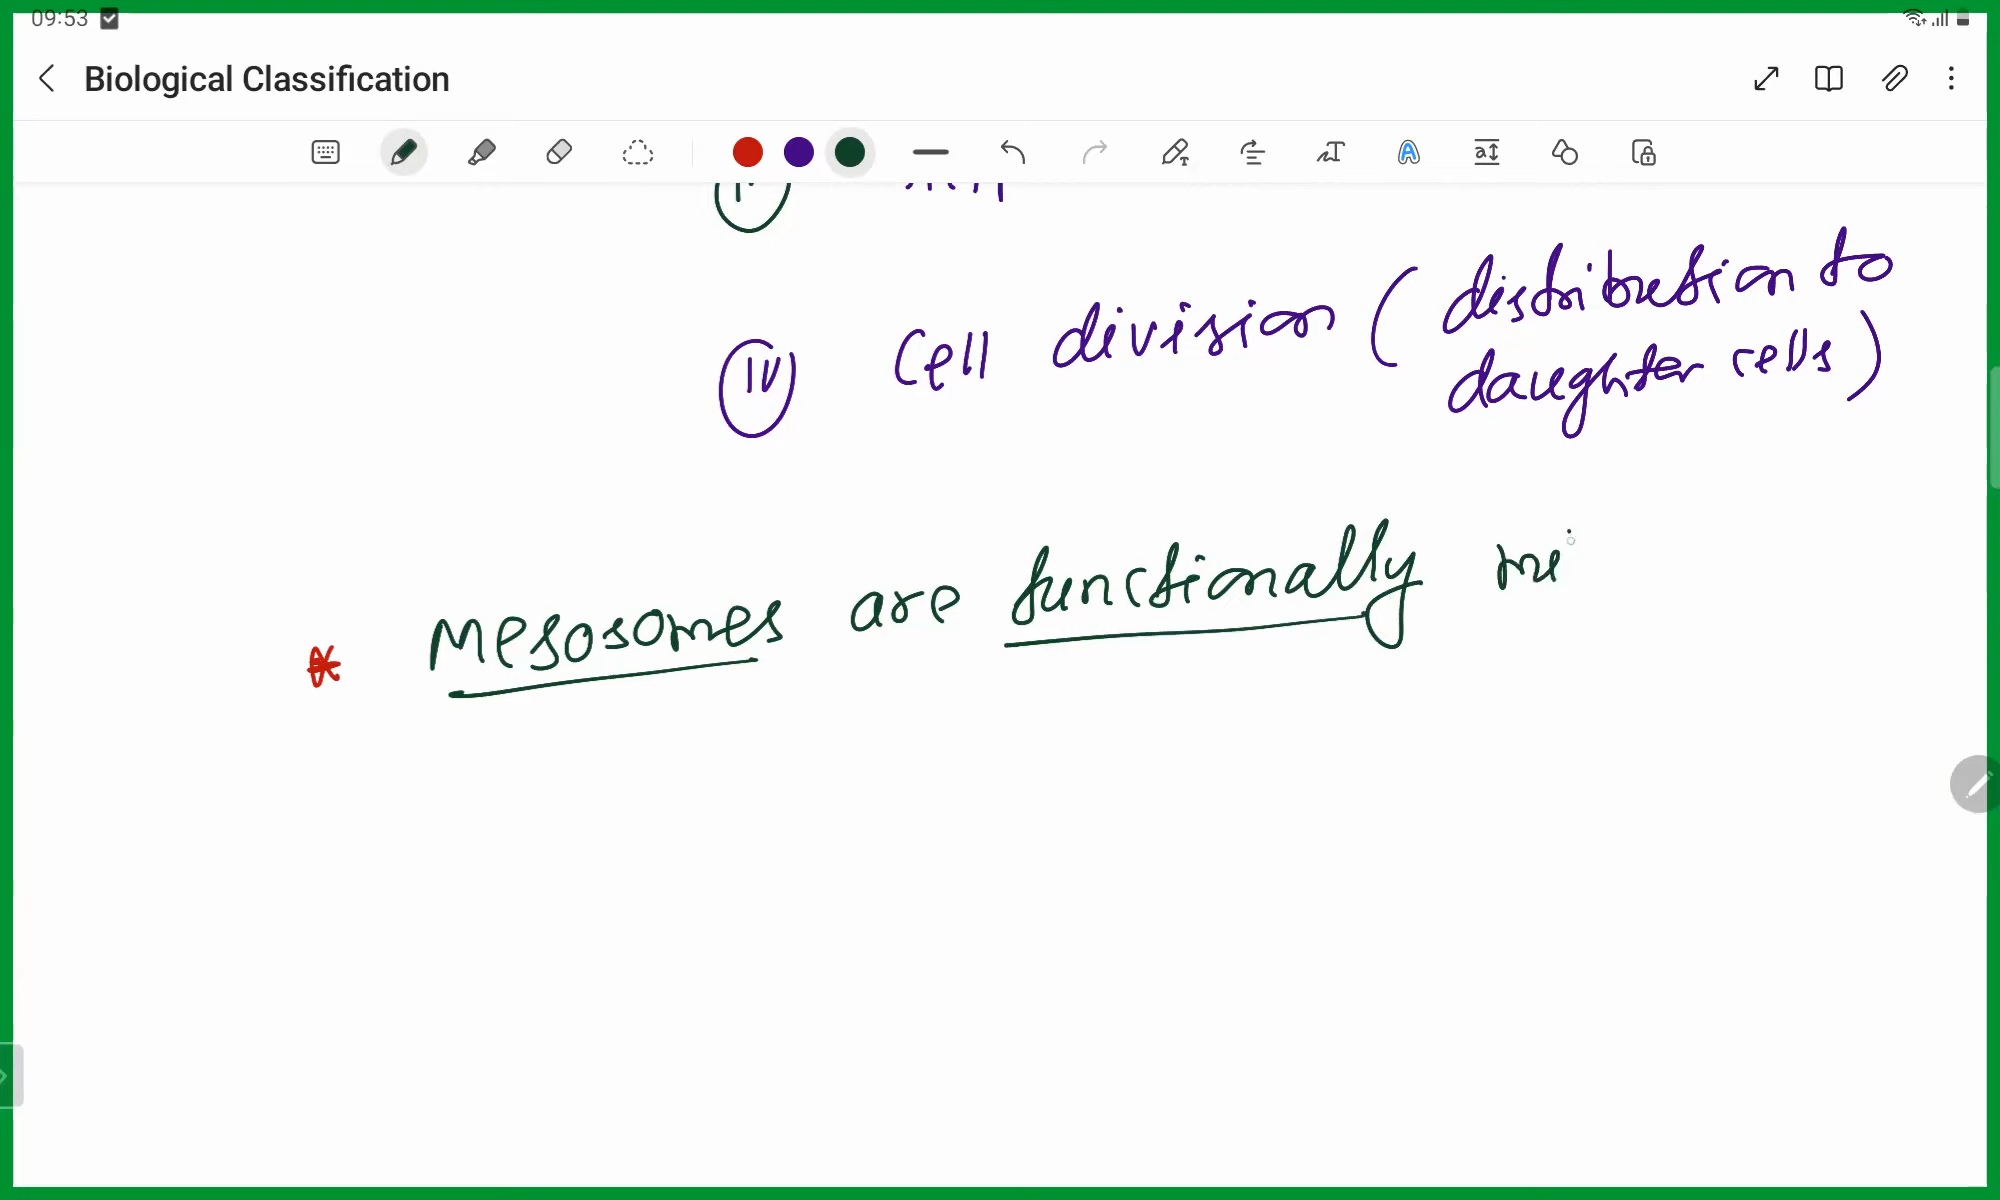 09:53
Biological Classification
(iv) Cell division (distribution to
daughter cells)
* Mesosomes are functionally